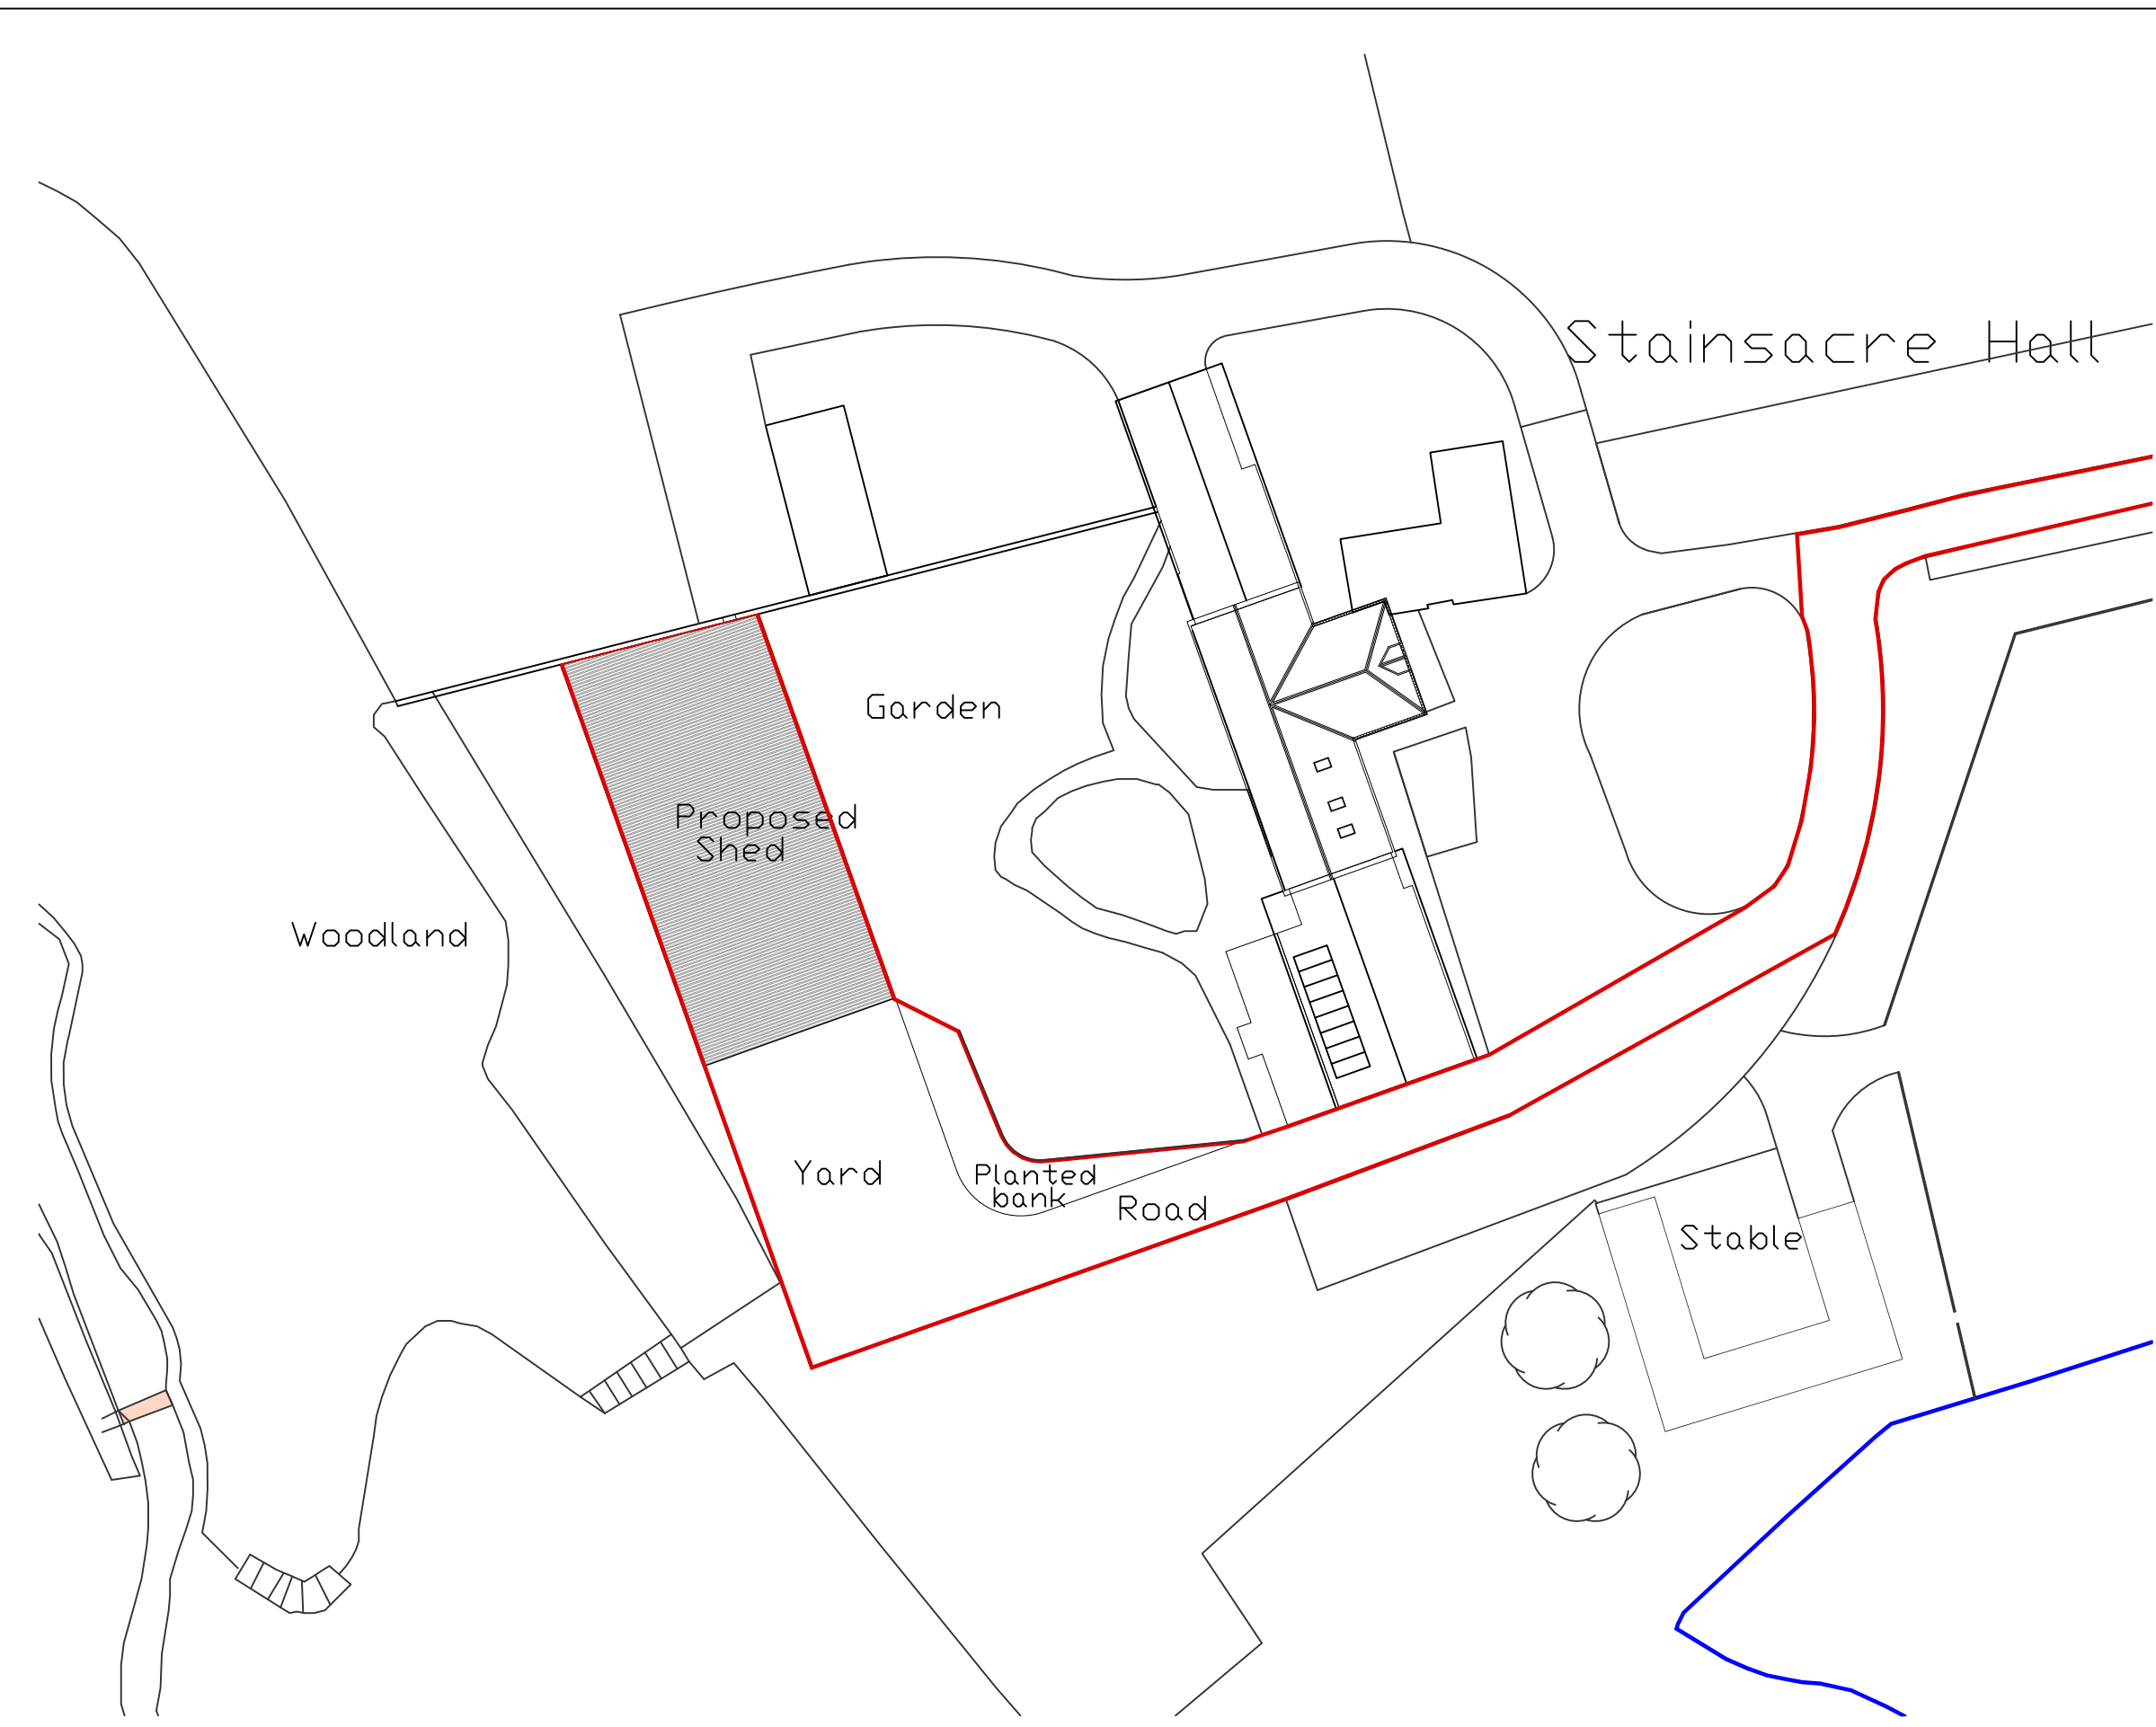 Stainsacre Hall
Garden
Proposed
Shed
Woodland
Yard
Planted
bank
Road
Stable